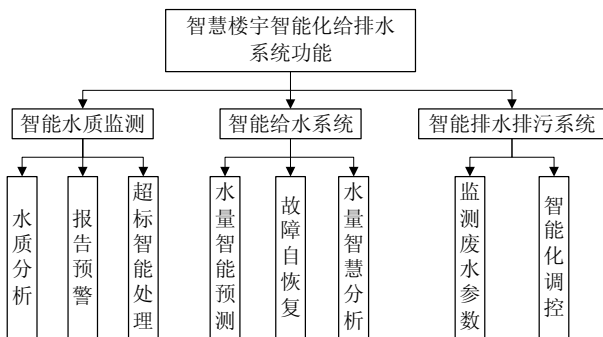 智慧楼宇智能化给排水
系统功能
智能水质监测
智能给水系统
智能排水排污系统
水质分析
报告预警
超标智能处理
水量智能预测
故障自恢复
水量智慧分析
监测废水参数
智能化调控